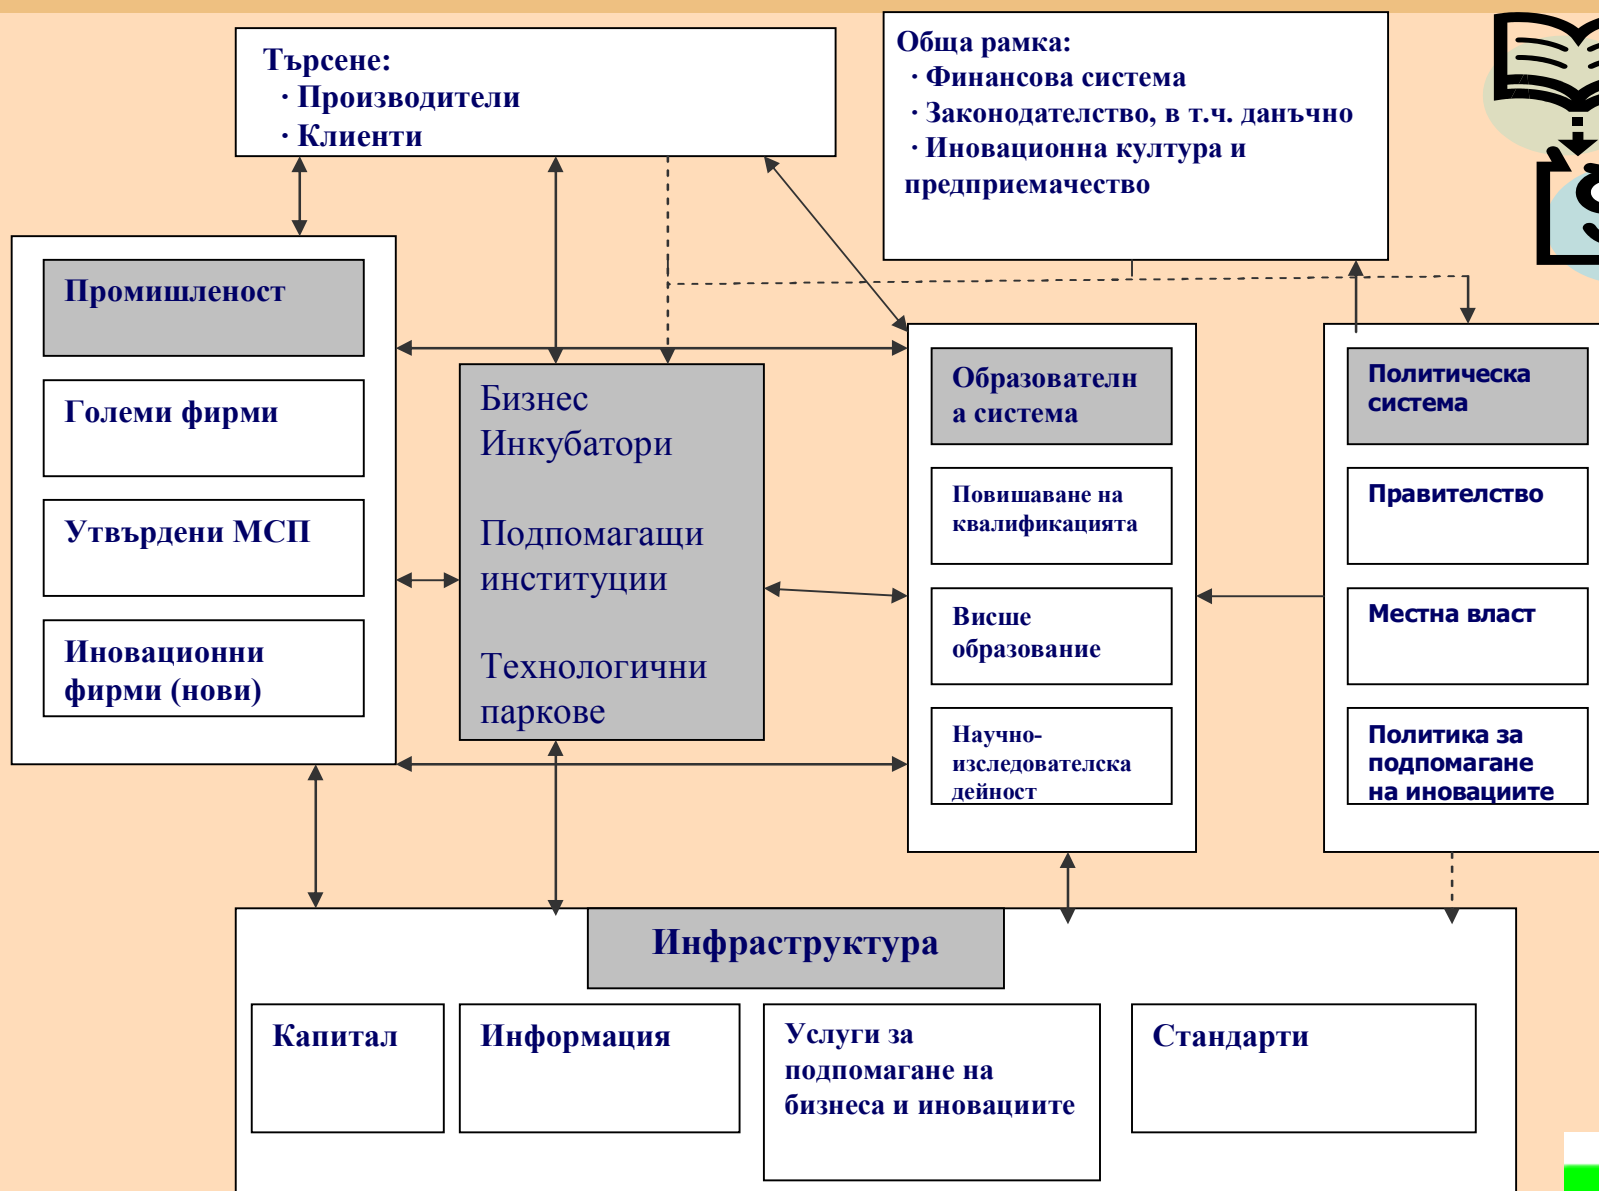 Търсене:
· Производители
· Клиенти
Обща рамка:
· Финансова система
· Законодателство, в т.ч. данъчно
· Иновационна култура и
предприемачество
Промишленост
Големи фирми
Утвърдени МСП
Иновационни
фирми (нови)
Бизнес
Инкубатори
Подпомагащи
институции
Технологични
паркове
Образователн
а система
Повишаване на
квалификацията
Висше
образование
Научно-
изследователска
дейност
Политическа
система
Правителство
Местна власт
Политика за
подпомагане
на иновациите
Инфраструктура
Капитал
Информация
Услуги за
подпомагане на
бизнеса и иновациите
Стандарти